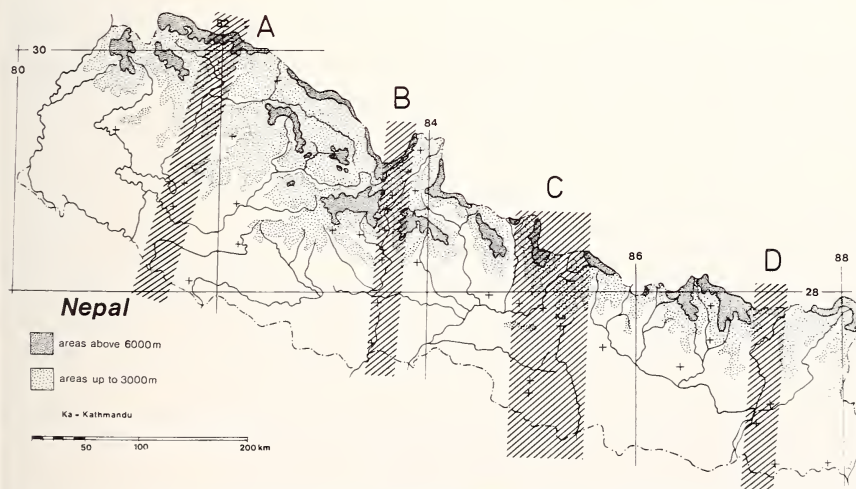 82
A
30
80
B
84
C
86
D
88
28
Ka
Nepal
areas above 6000m
areas up to 3000m
Ka - Kathmandu
50 100 200 km